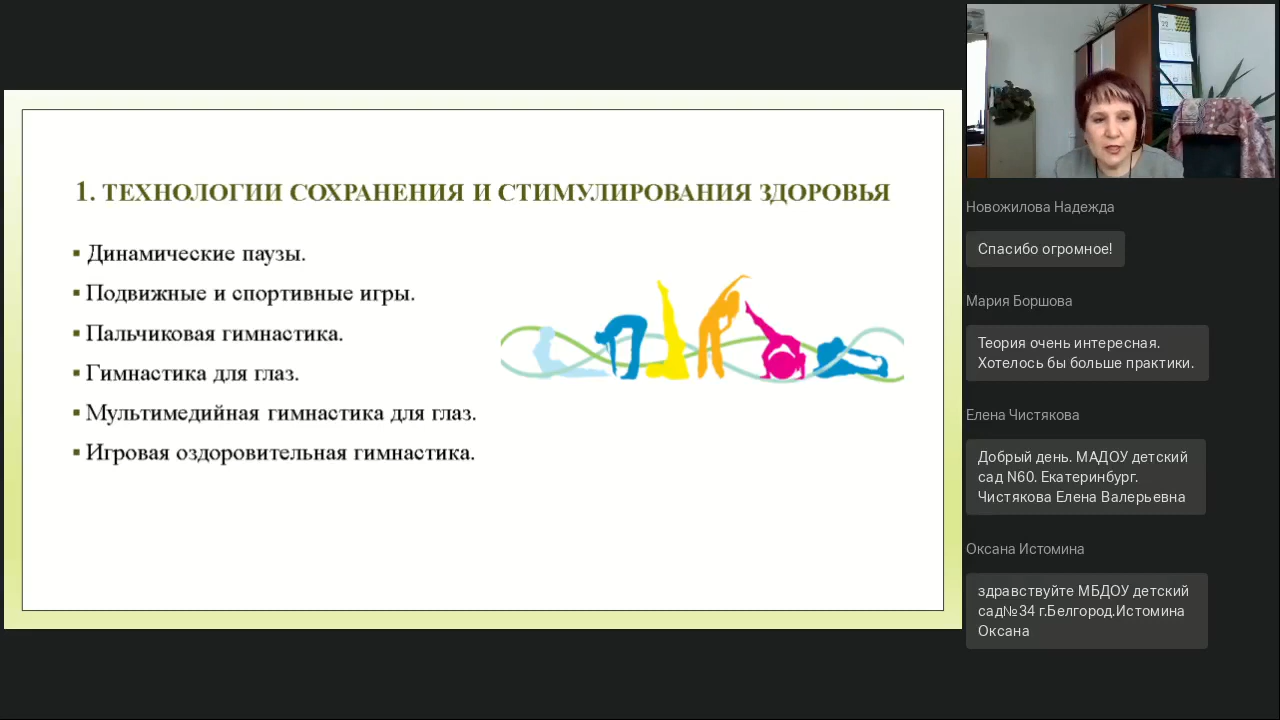 1. ТЕХНОЛОГИИ СОХРАНЕНИЯ И СТИМУЛИРОВАНИЯ ЗДОРОВЬЯ
▪ Динамические паузы.
▪ Подвижные и спортивные игры.
▪ Пальчиковая гимнастика.
▪ Гимнастика для глаз.
▪ Мультимедийная гимнастика для глаз.
▪ Игровая оздоровительная гимнастика.
Новожилова Надежда
Спасибо огромное!
Мария Боршова
Теория очень интересная.
Хотелось бы больше практики.
Елена Чистякова
Добрый день. МАДОУ детский
сад N60. Екатеринбург.
Чистякова Елена Валерьевна
Оксана Истомина
здравствуйте МБДОУ детский
сад№34 г.Белгород.Истомина
Оксана